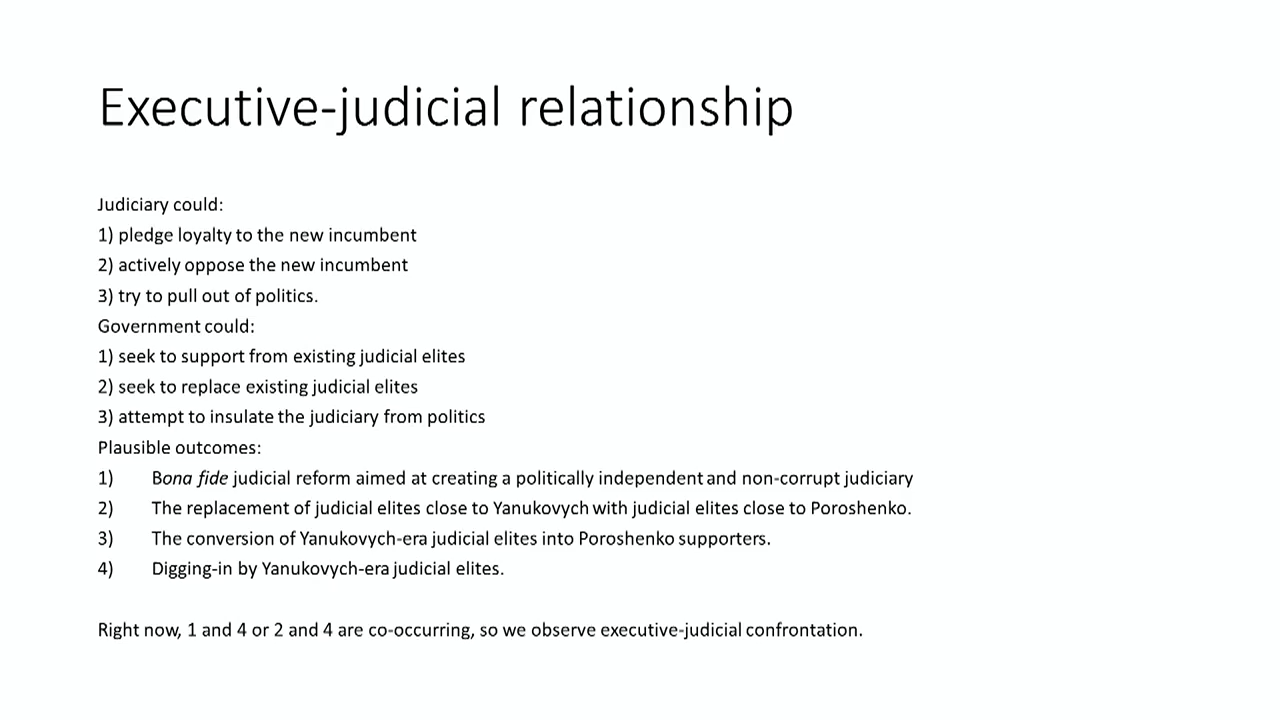 Executive-judicial relationship
Judiciary could:
1) pledge loyalty to the new incumbent
2) actively oppose the new incumbent
3) try to pull out of politics.
Government could:
1) seek to support from existing judicial elites
2) seek to replace existing judicial elites
3) attempt to insulate the judiciary from politics
Plausible outcomes:
1) Bona fide judicial reform aimed at creating a politically independent and non-corrupt judiciary
2) The replacement of judicial elites close to Yanukovych with judicial elites close to Poroshenko.
3) The conversion of Yanukovych-era judicial elites into Poroshenko supporters.
4) Digging-in by Yanukovych-era judicial elites.
Right now, 1 and 4 or 2 and 4 are co-occurring, so we observe executive-judicial confrontation.